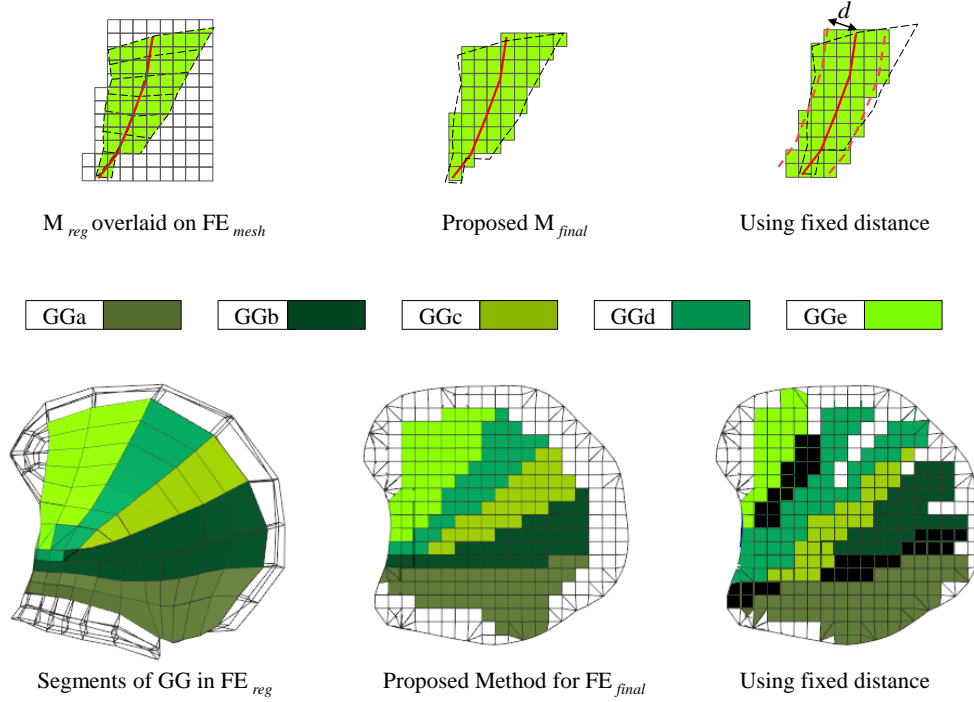 d
M reg overlaid on FE mesh
Proposed M final
Using fixed distance
GGa
GGb
GGc
GGd
GGe
Segments of GG in FE reg
Proposed Method for FE final
Using fixed distance